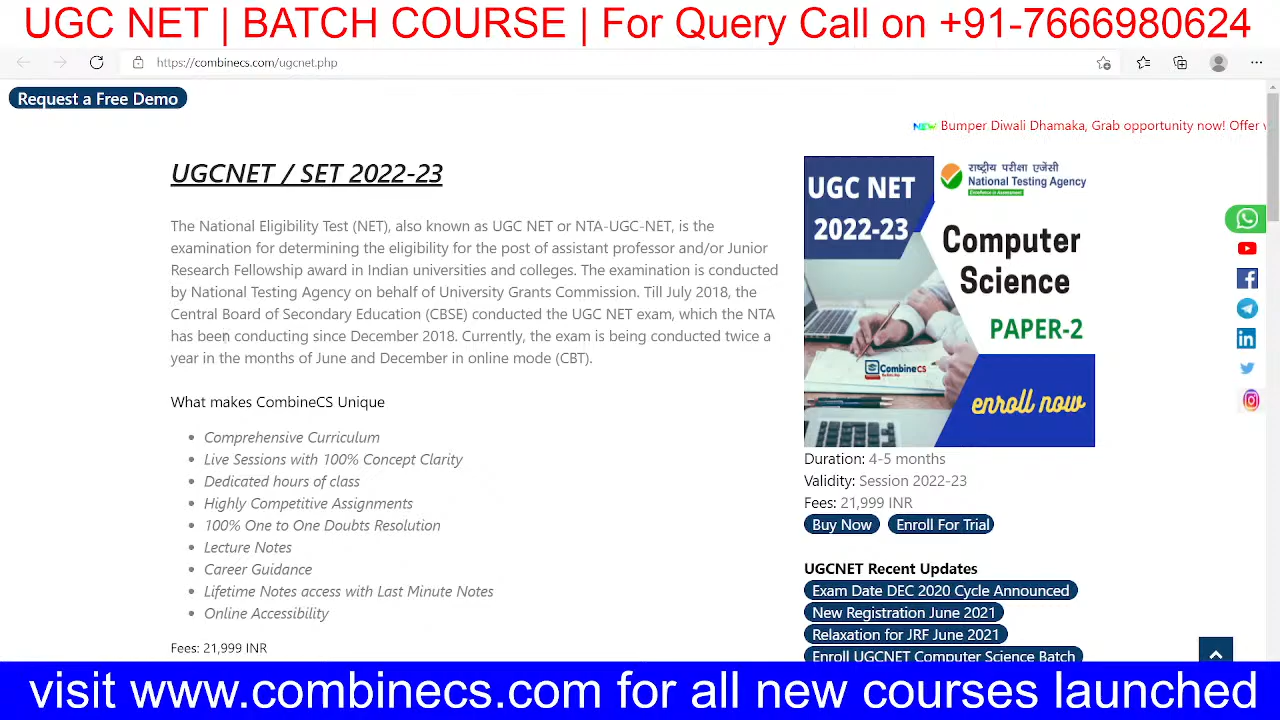 UGC NET | BATCH COURSE | For Query Call on +91-7666980624
https://combinecs.com/ugcnet.php
Request a Free Demo
NEW Bumper Diwali Dhamaka, Grab opportunity now! Offer
UGCNET / SET 2022-23
The National Eligibility Test (NET), also known as UGC NET or NTA-UGC-NET, is the
examination for determining the eligibility for the post of assistant professor and/or Junior
Research Fellowship award in Indian universities and colleges. The examination is conducted
by National Testing Agency on behalf of University Grants Commission. Till July 2018, the
Central Board of Secondary Education (CBSE) conducted the UGC NET exam, which the NTA
has been conducting since December 2018. Currently, the exam is being conducted twice a
year in the months of June and December in online mode (CBT).
What makes CombineCS Unique
Comprehensive Curriculum
Live Sessions with 100% Concept Clarity
Dedicated hours of class
Highly Competitive Assignments
100% One to One Doubts Resolution
Lecture Notes
Career Guidance
Lifetime Notes access with Last Minute Notes
Online Accessibility
Fees: 21,999 INR
UGC NET
2022-23
राष्ट्रीय परीक्षा एजेंसी
National Testing Agency
Excellence in Assessment
Computer
Science
PAPER-2
CombineCS
enroll now
Duration: 4-5 months
Validity: Session 2022-23
Fees: 21,999 INR
Buy Now Enroll For Trial
UGCNET Recent Updates
Exam Date DEC 2020 Cycle Announced
New Registration June 2021
Relaxation for JRF June 2021
Enroll UGCNET Computer Science Batch
visit www.combinecs.com for all new courses launched